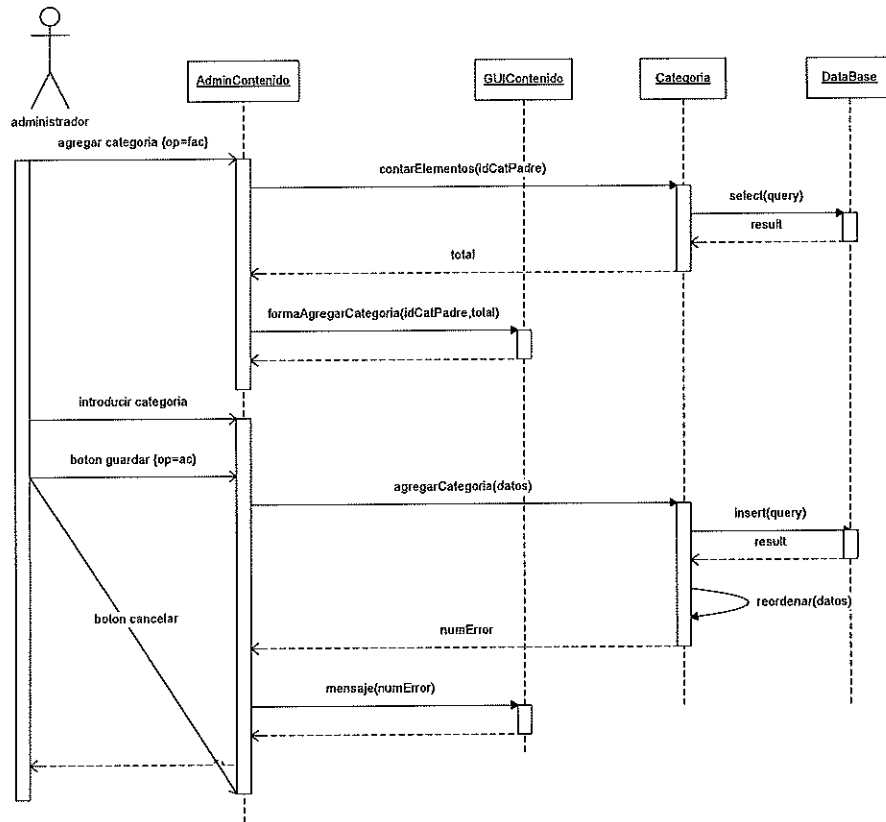 AdminContenido
GUIContenido
Categoria
DataBase
administrador
agregar categoria {op=fac}
contarElementos(idCatPadre)
select(query)
result
total
formaAgregarCategoria(idCatPadre,total)
introducir categoria
boton guardar {op=ac}
agregarCategoria(datos)
insert(query)
result
reordenar(datos)
boton cancelar
numError
mensaje(numError)